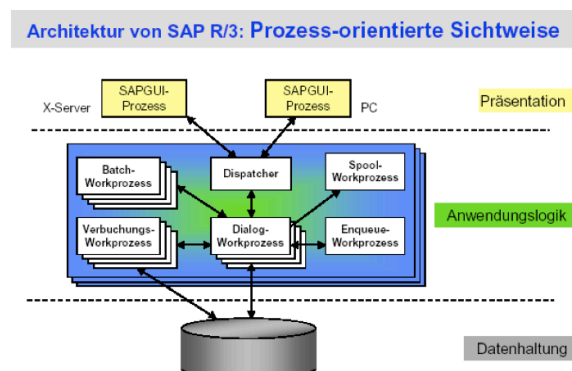 Architektur von SAP R/3: Prozess-orientierte Sichtweise
X-Server
SAPGUI-
Prozess
SAPGUI-
Prozess
PC
Präsentation
Batch-
Workprozess
Dispatcher
Spool-
Workprozess
Verbuchungs-
Workprozess
Dialog-
Workprozess
Enqueue-
Workprozess
Anwendungslogik
Datenhaltung